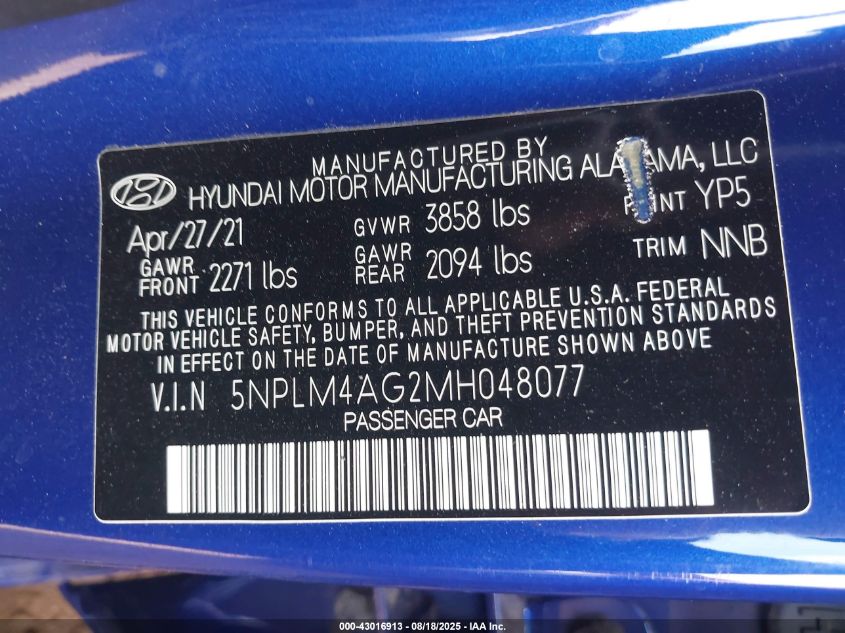 MANUFACTURED BY
HYUNDAI MOTOR MANUFACTURING LLC
Apr/27/21 GVWR 3858 lbs YP5
GAWR FRONT 2271 lbs GAWR REAR 2094 lbs TRIM NNB
THIS VEHICLE CONFORMS TO ALL APPLICABLE U.S.A. FEDERAL
MOTOR VEHICLE SAFETY, BUMPER, AND THEFT PREVENTION STANDARDS
IN EFFECT ON THE DATE OF MANUFACTURE SHOWN ABOVE
V.I.N 5NPLM4AG2MH048077
PASSENGER CAR
000-43016913 - 08/18/2025 - IAA Inc.